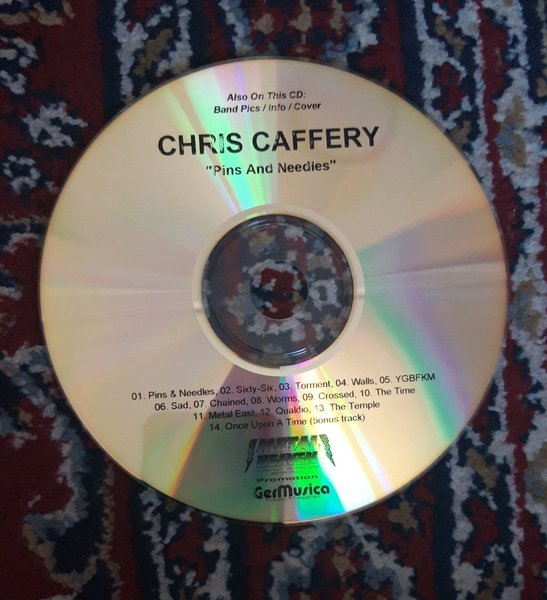 Also On This CD:
Band Pics / Info / Cover
CHRIS CAFFERY
"Pins And Needles"
01. Pins & Needles, 02. Sixty-Six, 03. Torment, 04. Walls, 05. YGBFKM
06. Sad, 07. Chained, 08. Worms, 09. Crossed, 10. The Time
11. Metal East, 12. Qualdio, 13. The Temple
14. Once Upon A Time (bonus track)
METAL
HEAVEN
Promotion
GerMusica